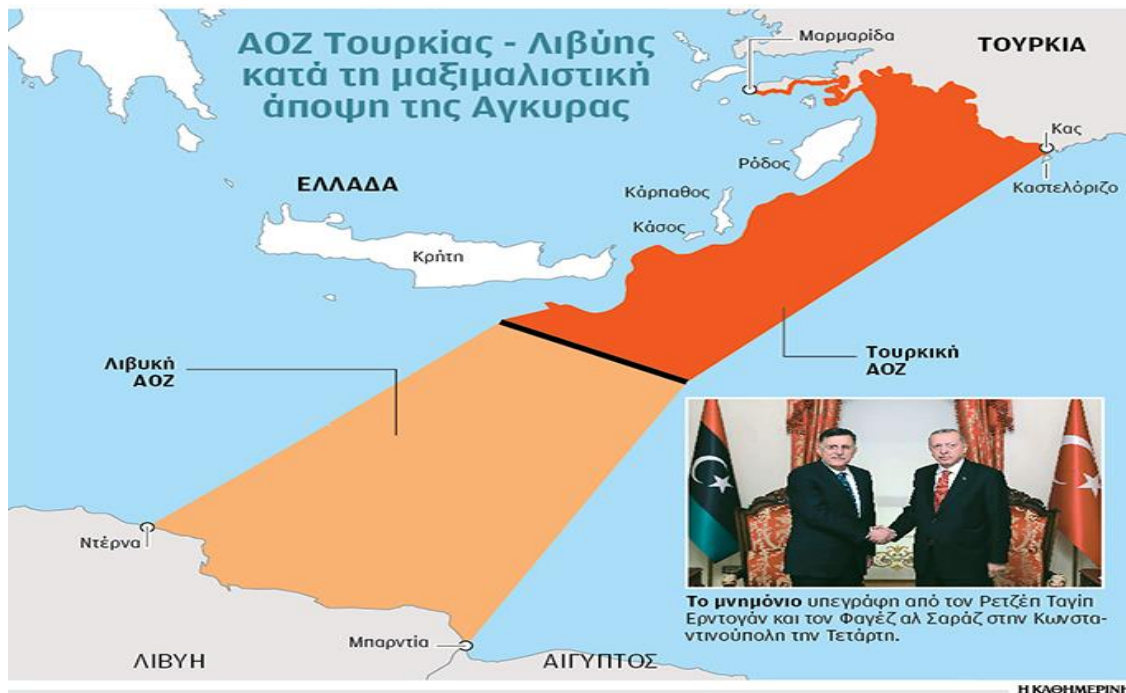 ΑΟΖ Τουρκίας - Λιβύης
κατά τη μαξιμαλιστική
άποψη της Αγκυρας
Μαρμαρίδα
ΤΟΥΡΚΙΑ
Κας
Καστελόριζο
Ρόδος
Κάρπαθος
Κάσος
ΕΛΛΑΔΑ
Κρήτη
Λιβυκή
ΑΟΖ
Τουρκική
ΑΟΖ
Ντέρνα
Μπαρντία
ΛΙΒΥΗ
ΑΙΓΥΠΤΟΣ
Το μνημόνιο υπεγράφη από τον Ρετζέπ Ταγίπ
Ερντογάν και τον Φαγέζ αλ Σαράζ στην Κωνστα-
ντινούπολη την Τετάρτη.
Η ΚΑΘΗΜΕΡΙΝΗ